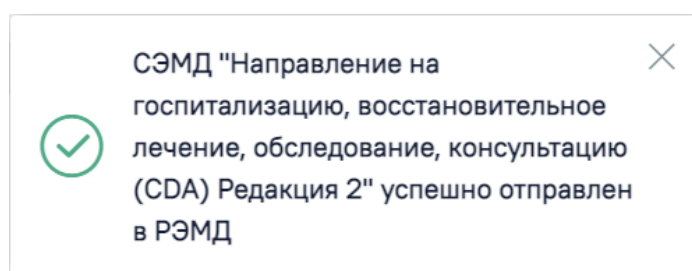 СЭМД "Направление на
госпитализацию, восстановительное
лечение, обследование, консультацию
(CDA) Редакция 2" успешно отправлен
в РЭМД